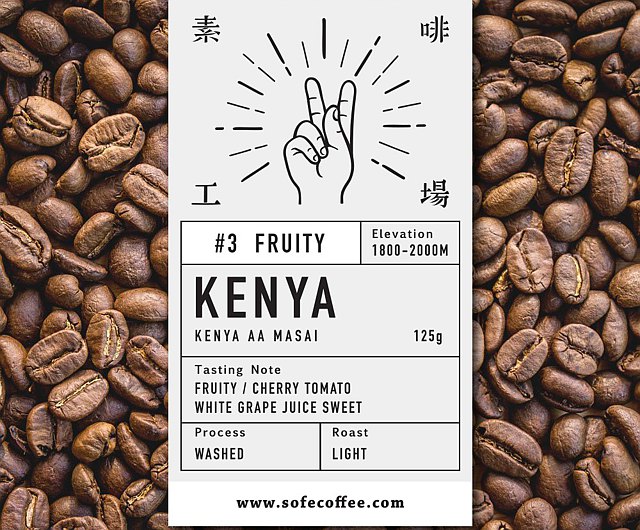 素 啡
工 場
#3 FRUITY
Elevation
1800-2000M
KENYA
KENYA AA MASAI 125g
Tasting Note
FRUITY / CHERRY TOMATO
WHITE GRAPE JUICE SWEET
Process
WASHED
Roast
LIGHT
www.sofecoffee.com